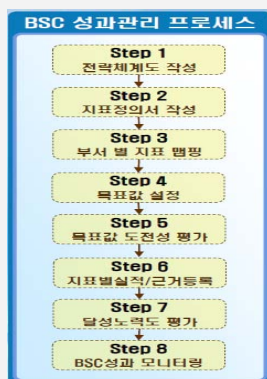 BSC 성과관리 프로세스
Step 1
전략체계도 작성
Step 2
지표정의서 작성
Step 3
부서 별 지표 맵핑
Step 4
목표값 설정
Step 5
목표값 도전성 평가
Step 6
지표별실적/근거등록
Step 7
달성노력도 평가
Step 8
BSC성과 모니터링